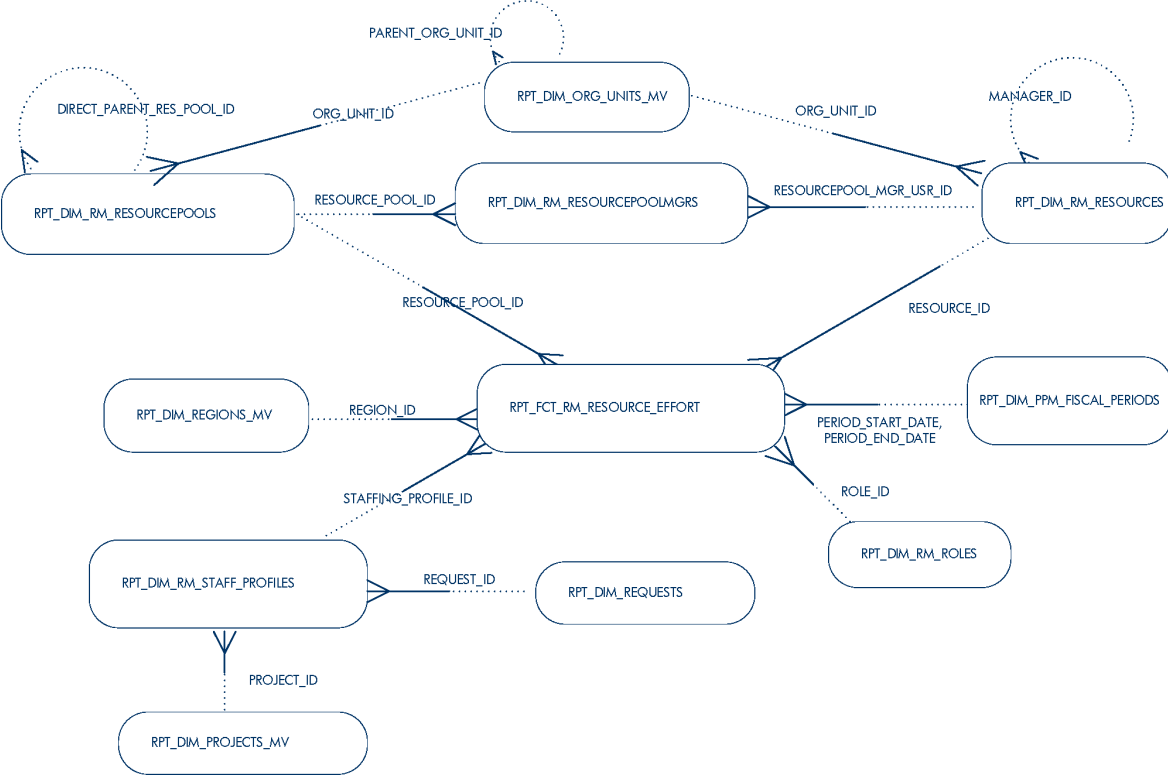 PARENT_ORG_UNIT_ID
RPT_DIM_ORG_UNITS_MV
MANAGER_ID
DIRECT_PARENT_RES_POOL_ID
ORG_UNIT_ID
ORG_UNIT_ID
RPT_DIM_RM_RESOURCEPOOLS
RESOURCE_POOL_ID
RPT_DIM_RM_RESOURCEPOOLMGRS
RESOURCEPOOL_MGR_USR_ID
RPT_DIM_RM_RESOURCES
RESOURCE_POOL_ID
RESOURCE_ID
RPT_DIM_REGIONS_MV
REGION_ID
RPT_FCT_RM_RESOURCE_EFFORT
RPT_DIM_PPM_FISCAL_PERIODS
PERIOD_START_DATE,
PERIOD_END_DATE
STAFFING_PROFILE_ID
ROLE_ID
RPT_DIM_RM_ROLES
RPT_DIM_RM_STAFF_PROFILES
REQUEST_ID
RPT_DIM_REQUESTS
PROJECT_ID
RPT_DIM_PROJECTS_MV